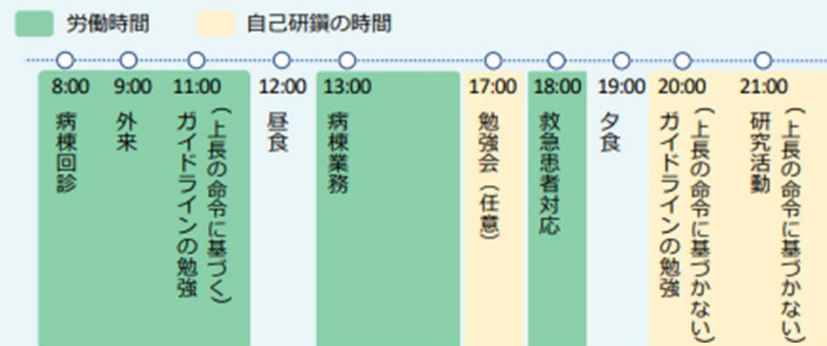 労働時間
自己研鑽の時間
8:00
病棟回診
9:00
外来
11:00
(上長の命令に基づく)
ガイドラインの勉強
12:00
昼食
13:00
病棟業務
17:00
勉強会(任意)
18:00
救急患者対応
19:00
夕食
20:00
(上長の命令に基づかない)
ガイドラインの勉強
21:00
(上長の命令に基づかない)
研究活動